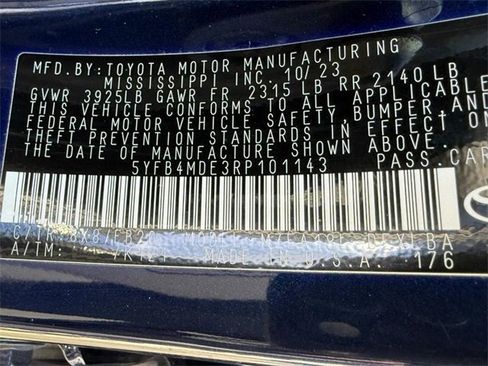 MFD. BY: TOYOTA MOTOR MANUFACTURING
MISSISSIPPI INC. 10/23
GVWR 3925LB GAWR FR 2315 LB RR 2140 LB
THIS VEHICLE CONFORMS TO ALL APPLICABLE
FEDERAL MOTOR VEHICLE SAFETY, BUMPER, AND
THEFT PREVENTION STANDARDS IN EFFECT ON
THE DATE OF MANUFACTURE SHOWN ABOVE.
5YFB4MDE3RP101143 PASS. CAR
A/TM: MADE IN U.S.A. 176